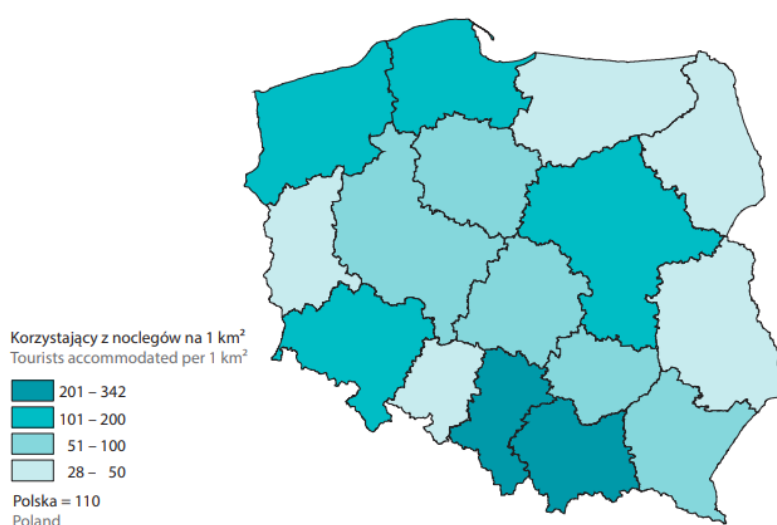 Korzystający z noclegów na 1 km²
Tourists accommodated per 1 km²
201 – 342
101 – 200
51 – 100
28 – 50
Polska = 110
Poland